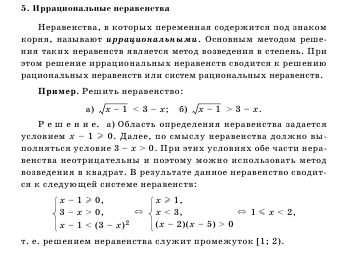 5. Иррациональные неравенства
Неравенства, в которых переменная содержится под знаком
корня, называют иррациональными. Основным методом реше-
ния таких неравенств является метод возведения в степень. При
этом решение иррациональных неравенств сводится к решению
рациональных неравенств или систем рациональных неравенств.
Пример. Решить неравенство:
а) √(x − 1) < 3 − x; б) √(x − 1) > 3 − x.
Решение. а) Область определения неравенства задается
условием x − 1 ⩾ 0. Далее, по смыслу неравенства должно вы-
полняться условие 3 − x > 0. При этих условиях обе части нера-
венства неотрицательны и поэтому можно использовать метод
возведения в квадрат. В результате данное неравенство сводит-
ся к следующей системе неравенств:
{ x − 1 ⩾ 0, { x ⩾ 1,
{ 3 − x > 0, ⇔ { x < 3, ⇔ 1 ⩽ x < 2,
{ x − 1 < (3 − x)² { (x − 2)(x − 5) > 0
т. е. решением неравенства служит промежуток [1; 2).